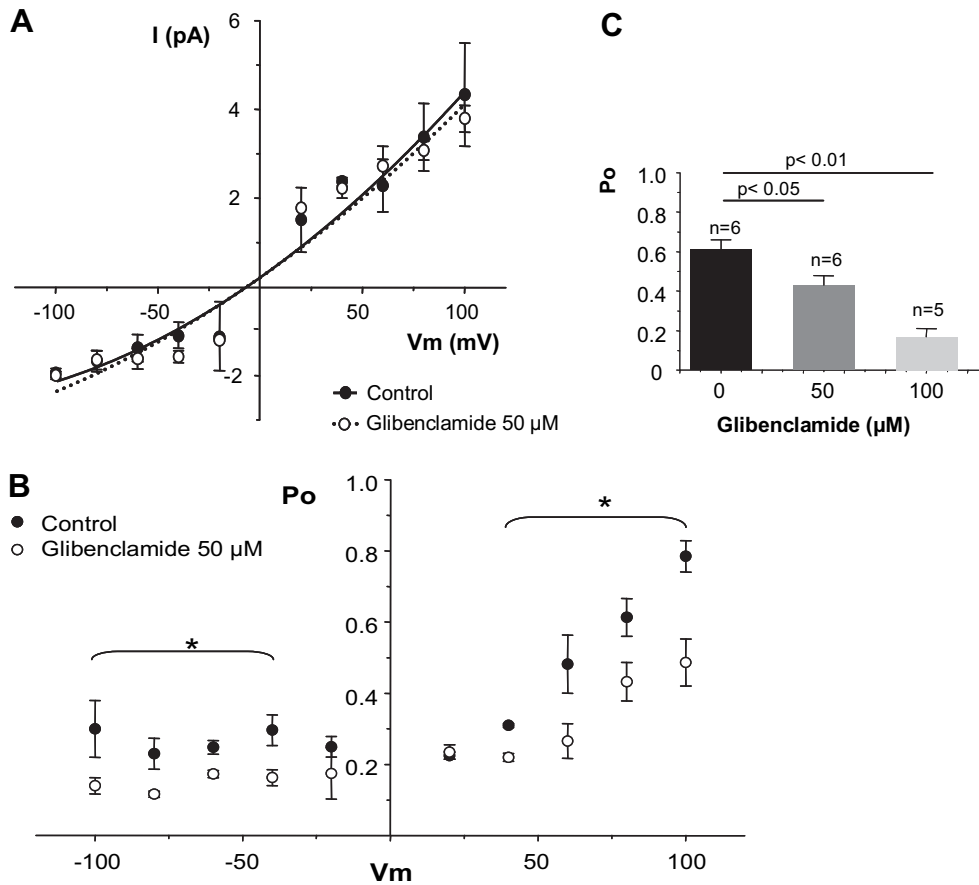 A
I (pA)
6
4
2
-100
-50
50
100
Vm (mV)
-2
Control
Glibenclamide 50 µM
C
p< 0.01
p< 0.05
Po
1.0
0.8
0.6
0.4
0.2
0
n=6
n=6
n=5
0 50 100
Glibenclamide (µM)
B
Control
Glibenclamide 50 µM
Po
1.0
0.8
0.6
0.4
0.2
*
*
-100
-50
50
100
Vm